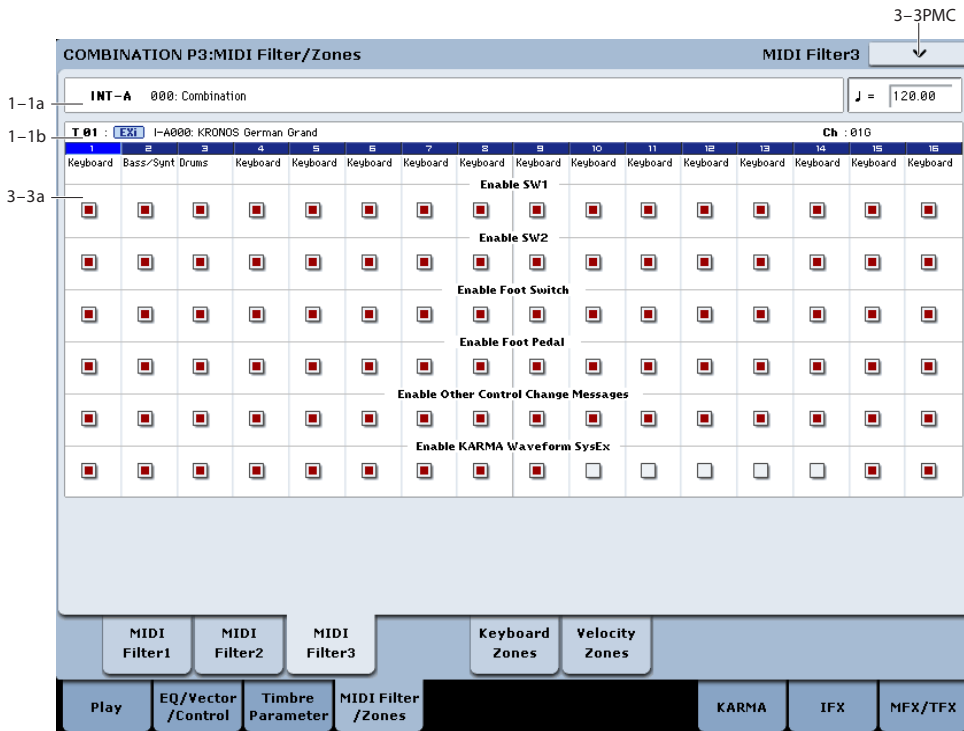 3-3PMC
COMBINATION P3:MIDI Filter/Zones
MIDI Filter3
1-1a
INT-A 000: Combination
♩ = 120.00
1-1b
T 01 : EXi I-A000: KRONOS German Grand
Ch : 01G
1 2 3 4 5 6 7 8 9 10 11 12 13 14 15 16
Keyboard Bass/Synt Drums Keyboard Keyboard Keyboard Keyboard Keyboard Keyboard Keyboard Keyboard Keyboard Keyboard Keyboard Keyboard Keyboard
3-3a
Enable SW1
Enable SW2
Enable Foot Switch
Enable Foot Pedal
Enable Other Control Change Messages
Enable KARMA Waveform SysEx
MIDI Filter1
MIDI Filter2
MIDI Filter3
Keyboard Zones
Velocity Zones
Play
EQ/Vector /Control
Timbre Parameter
MIDI Filter /Zones
KARMA
IFX
MFX/TFX